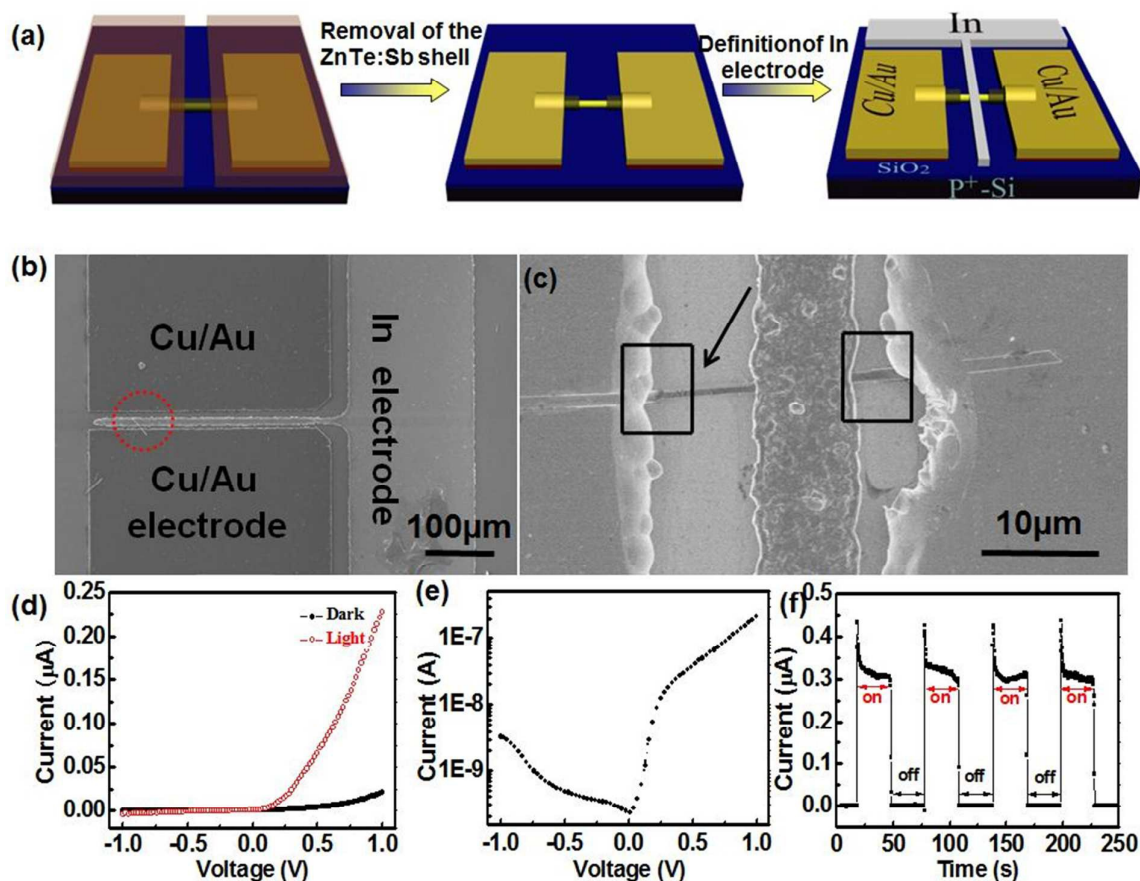 (a)
Removal of the
ZnTe:Sb shell
Definitionof In
electrode
In
Cu/Au
Cu/Au
SiO₂
P⁺-Si
(b)
Cu/Au
Cu/Au
electrode
In electrode
100μm
(c)
10μm
(d)
Dark
Light
0.25
0.20
0.15
0.10
0.05
0.00
Current (μA)
-1.0 -0.5 0.0 0.5 1.0
Voltage (V)
(e)
1E-7
1E-8
1E-9
Current (A)
-1.0 -0.5 0.0 0.5 1.0
Voltage (V)
(f)
0.5
0.4
0.3
0.2
0.1
0.0
Current (μA)
on on on on
off off off
0 50 100 150 200 250
Time (s)